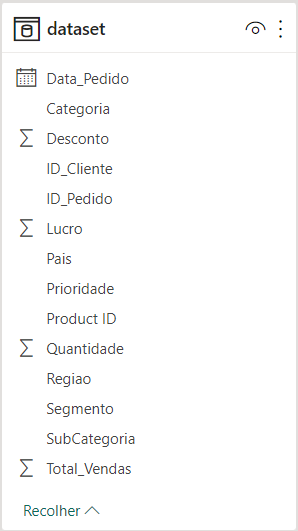 dataset
Data_Pedido
Categoria
Desconto
ID_Cliente
ID_Pedido
Lucro
Pais
Prioridade
Product ID
Quantidade
Regiao
Segmento
SubCategoria
Total_Vendas
Recolher